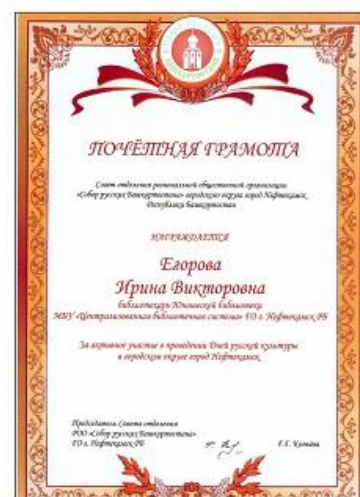 ПОЧЁТНАЯ ГРАМОТА
Совет отделения региональной общественной организации
«Собор русских Башкортостана» городского округа город Нефтекамск
Республики Башкортостан
НАГРАЖДАЕТСЯ
Егорова
Ирина Викторовна
библиотекарь библиотеки
МБУ «Централизованная библиотечная система» ГО г. Нефтекамск РБ
За активное участие в проведении Дней русской культуры
в городском округе город Нефтекамск
Председатель Совета отделения
РОО «Собор русских Башкортостана»
ГО г. Нефтекамск РБ